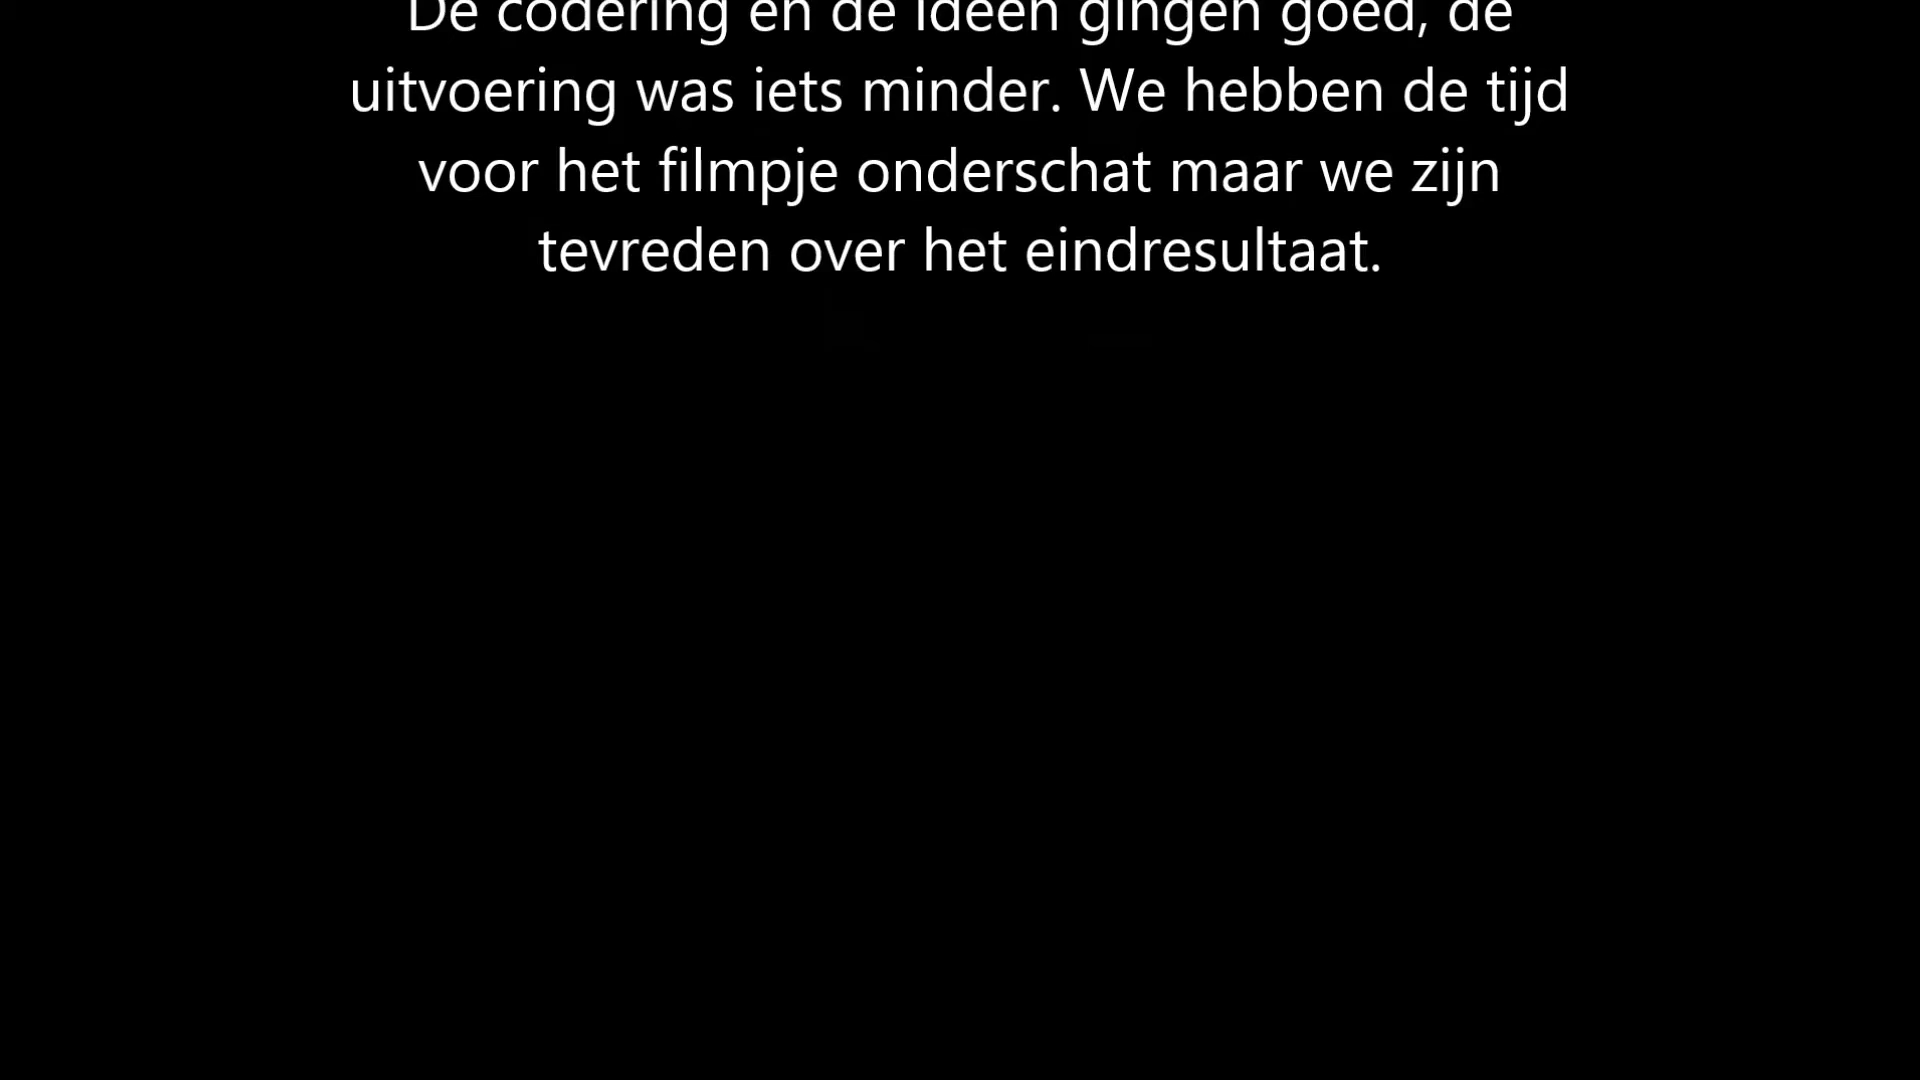 De codering en de ideeën gingen goed, de
uitvoering was iets minder. We hebben de tijd
voor het filmpje onderschat maar we zijn
tevreden over het eindresultaat.